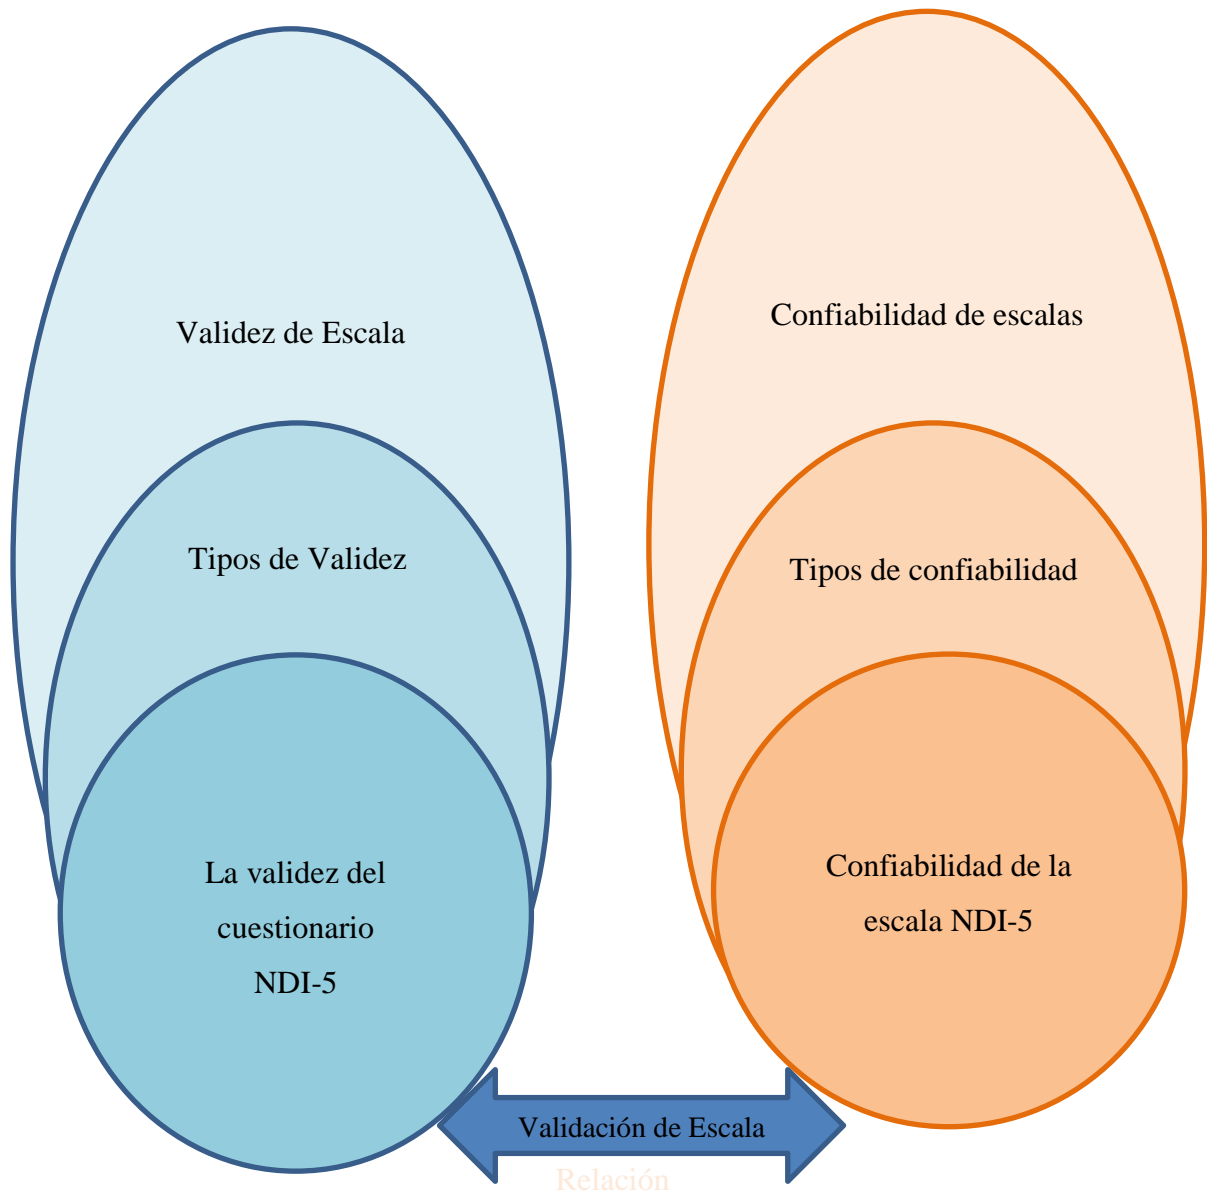 Validez de Escala
Tipos de Validez
La validez del
cuestionario
NDI-5
Confiabilidad de escalas
Tipos de confiabilidad
Confiabilidad de la
escala NDI-5
Validación de Escala
Relación